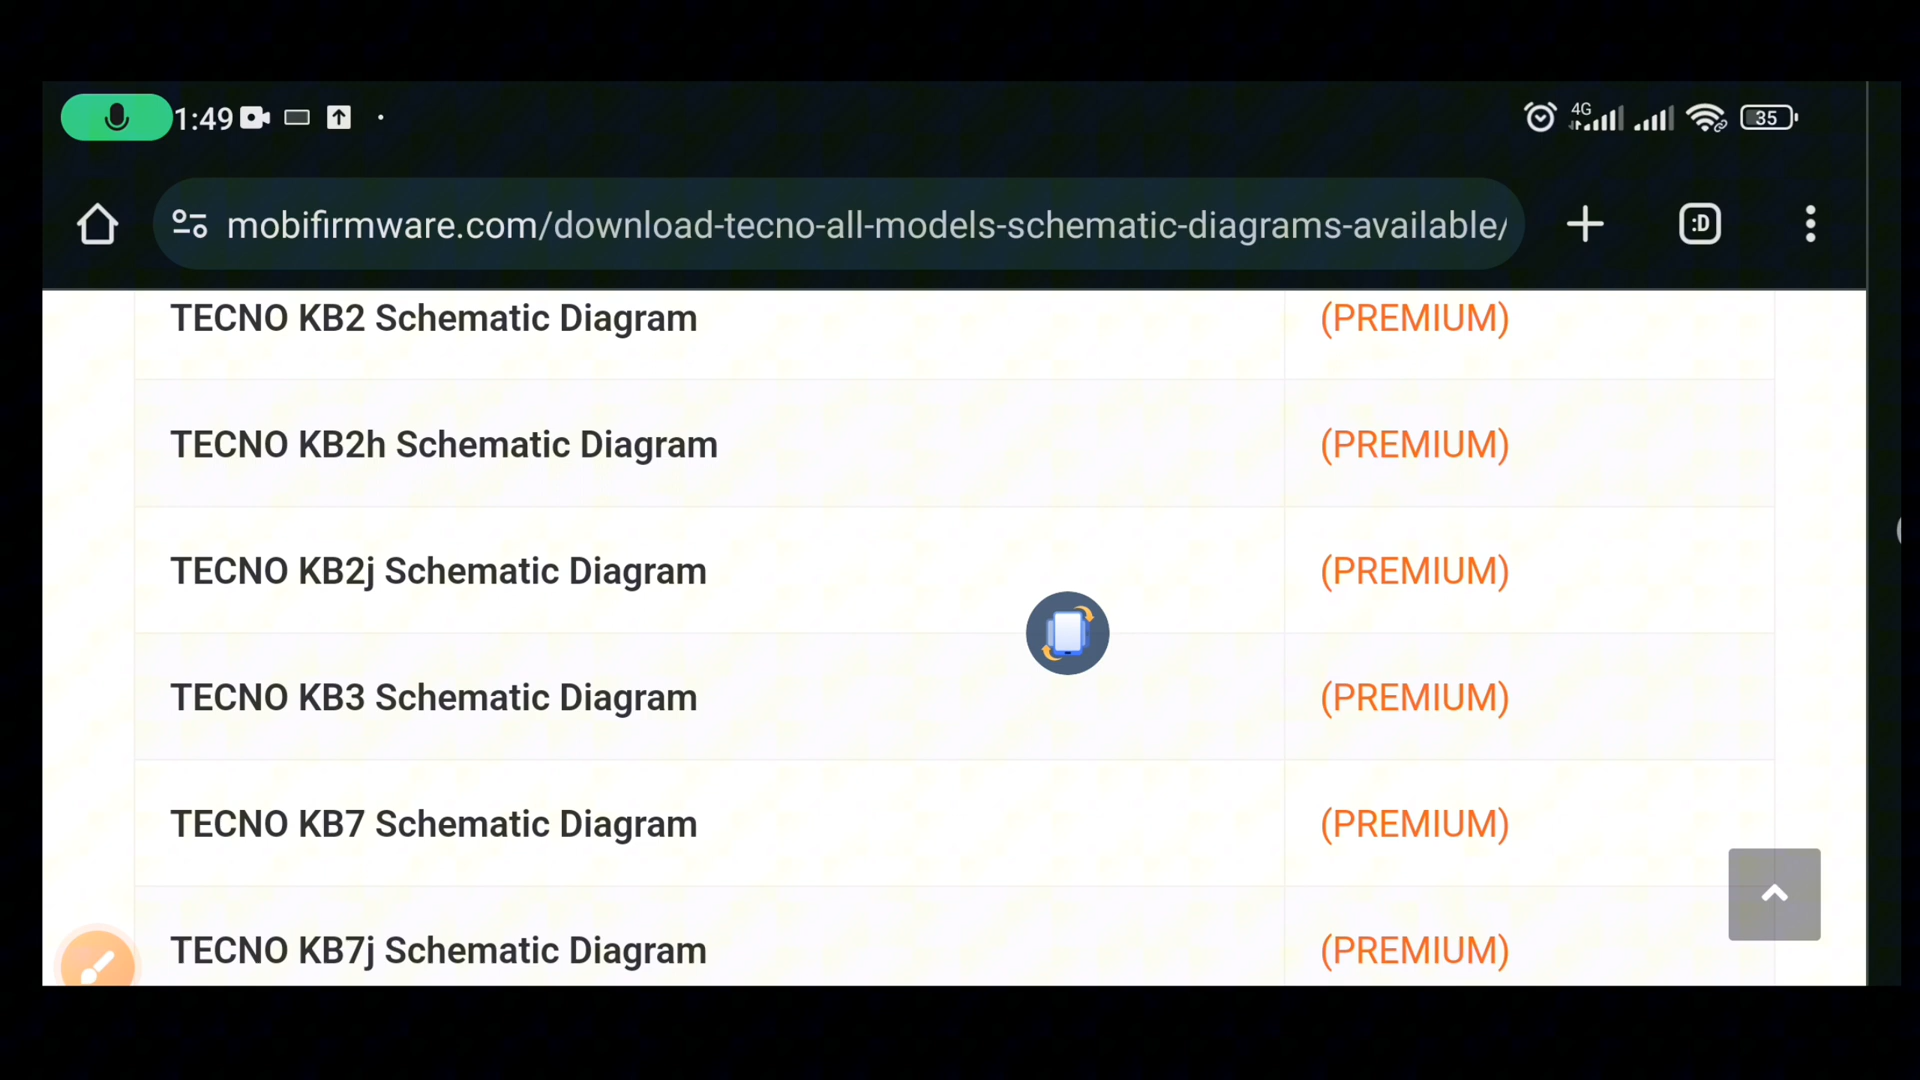 1:49
4G
35
mobifirmware.com/download-tecno-all-models-schematic-diagrams-available/
:D
TECNO KB2 Schematic Diagram (PREMIUM)
TECNO KB2h Schematic Diagram (PREMIUM)
TECNO KB2j Schematic Diagram (PREMIUM)
TECNO KB3 Schematic Diagram (PREMIUM)
TECNO KB7 Schematic Diagram (PREMIUM)
TECNO KB7j Schematic Diagram (PREMIUM)